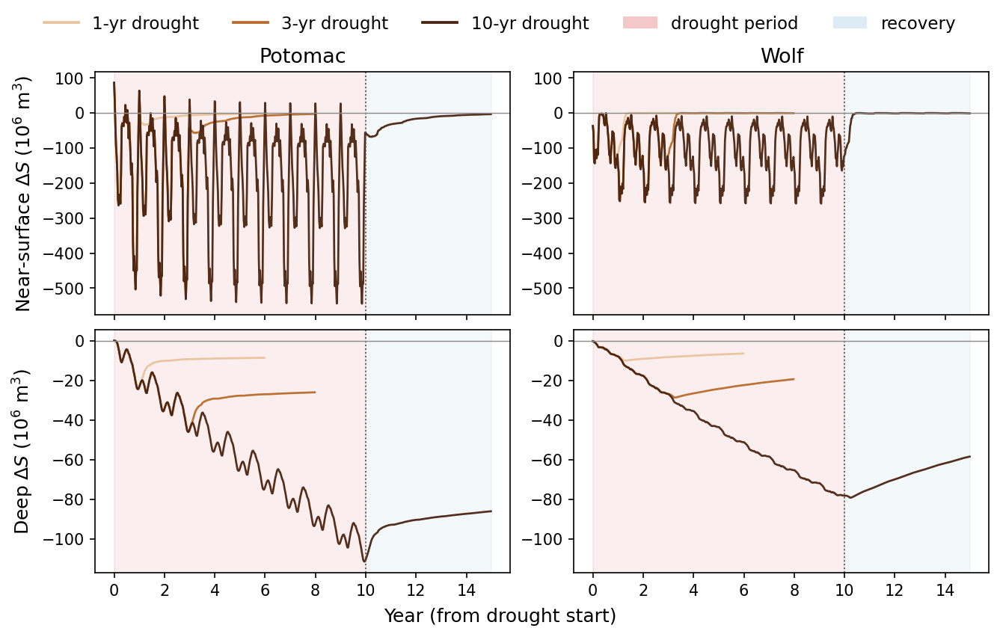 1-yr drought 3-yr drought 10-yr drought drought period recovery
Potomac Wolf
Near-surface ΔS (10⁶ m³)
100 100
0 0
−100 −100
−200 −200
−300 −300
−400 −400
−500 −500
Deep ΔS (10⁶ m³)
0 0
−20 −20
−40 −40
−60 −60
−80 −80
−100 −100
0 2 4 6 8 10 12 14 0 2 4 6 8 10 12 14
Year (from drought start)